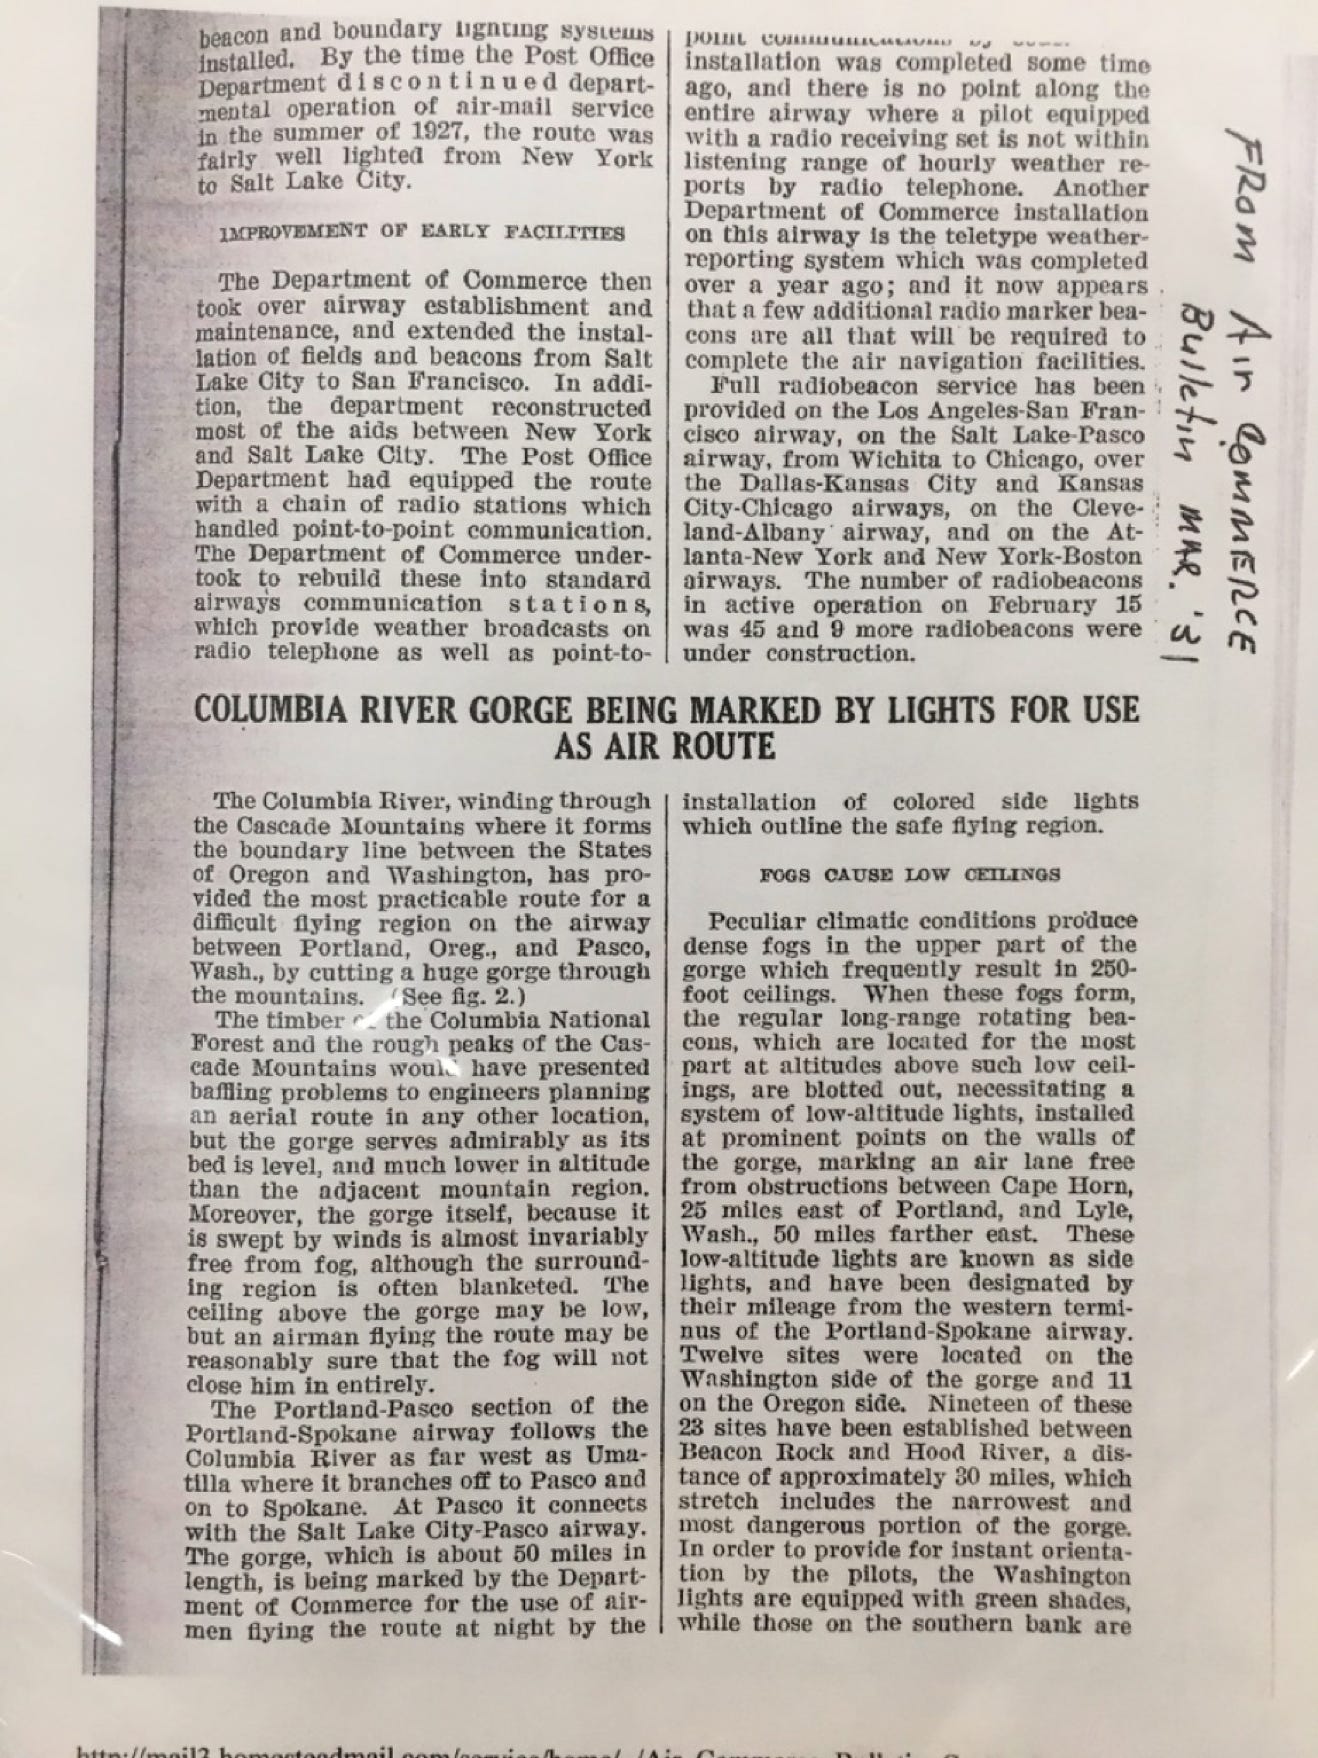 beacon and boundary lighting systems
installed. By the time the Post Office
Department discontinued depart-
mental operation of air-mail service
in the summer of 1927, the route was
fairly well lighted from New York
to Salt Lake City.
IMPROVEMENT OF EARLY FACILITIES
The Department of Commerce then
took over airway establishment and
maintenance, and extended the instal-
lation of fields and beacons from Salt
Lake City to San Francisco. In addi-
tion, the department reconstructed
most of the aids between New York
and Salt Lake City. The Post Office
Department had equipped the route
with a chain of radio stations which
handled point-to-point communication.
The Department of Commerce under-
took to rebuild these into standard
airways communication stations,
which provide weather broadcasts on
radio telephone as well as point-to-
point communications by
installation was completed some time
ago, and there is no point along the
entire airway where a pilot equipped
with a radio receiving set is not within
listening range of hourly weather re-
ports by radio telephone. Another
Department of Commerce installation
on this airway is the teletype weather-
reporting system which was completed
over a year ago; and it now appears
that a few additional radio marker bea-
cons are all that will be required to
complete the air navigation facilities.
Full radiobeacon service has been
provided on the Los Angeles-San Fran-
cisco airway, on the Salt Lake-Pasco
airway, from Wichita to Chicago, over
the Dallas-Kansas City and Kansas
City-Chicago airways, on the Cleve-
land-Albany airway, and on the At-
lanta-New York and New York-Boston
airways. The number of radiobeacons
in active operation on February 15
was 45 and 9 more radiobeacons were
under construction.
FROM Air COMMERCE
Bulletin MAR. '31
COLUMBIA RIVER GORGE BEING MARKED BY LIGHTS FOR USE
AS AIR ROUTE
The Columbia River, winding through
the Cascade Mountains where it forms
the boundary line between the States
of Oregon and Washington, has pro-
vided the most practicable route for a
difficult flying region on the airway
between Portland, Oreg., and Pasco,
Wash., by cutting a huge gorge through
the mountains. (See fig. 2.)
The timber of the Columbia National
Forest and the rough peaks of the Cas-
cade Mountains would have presented
baffling problems to engineers planning
an aerial route in any other location,
but the gorge serves admirably as its
bed is level, and much lower in altitude
than the adjacent mountain region.
Moreover, the gorge itself, because it
is swept by winds is almost invariably
free from fog, although the surround-
ing region is often blanketed. The
ceiling above the gorge may be low,
but an airman flying the route may be
reasonably sure that the fog will not
close him in entirely.
The Portland-Pasco section of the
Portland-Spokane airway follows the
Columbia River as far west as Uma-
tilla where it branches off to Pasco and
on to Spokane. At Pasco it connects
with the Salt Lake City-Pasco airway.
The gorge, which is about 50 miles in
length, is being marked by the Depart-
ment of Commerce for the use of air-
men flying the route at night by the
installation of colored side lights
which outline the safe flying region.
FOGS CAUSE LOW CEILINGS
Peculiar climatic conditions produce
dense fogs in the upper part of the
gorge which frequently result in 250-
foot ceilings. When these fogs form,
the regular long-range rotating bea-
cons, which are located for the most
part at altitudes above such low ceil-
ings, are blotted out, necessitating a
system of low-altitude lights, installed
at prominent points on the walls of
the gorge, marking an air lane free
from obstructions between Cape Horn,
25 miles east of Portland, and Lyle,
Wash., 50 miles farther east. These
low-altitude lights are known as side
lights, and have been designated by
their mileage from the western termi-
nus of the Portland-Spokane airway.
Twelve sites were located on the
Washington side of the gorge and 11
on the Oregon side. Nineteen of these
23 sites have been established between
Beacon Rock and Hood River, a dis-
tance of approximately 30 miles, which
stretch includes the narrowest and
most dangerous portion of the gorge.
In order to provide for instant orienta-
tion by the pilots, the Washington
lights are equipped with green shades,
while those on the southern bank are